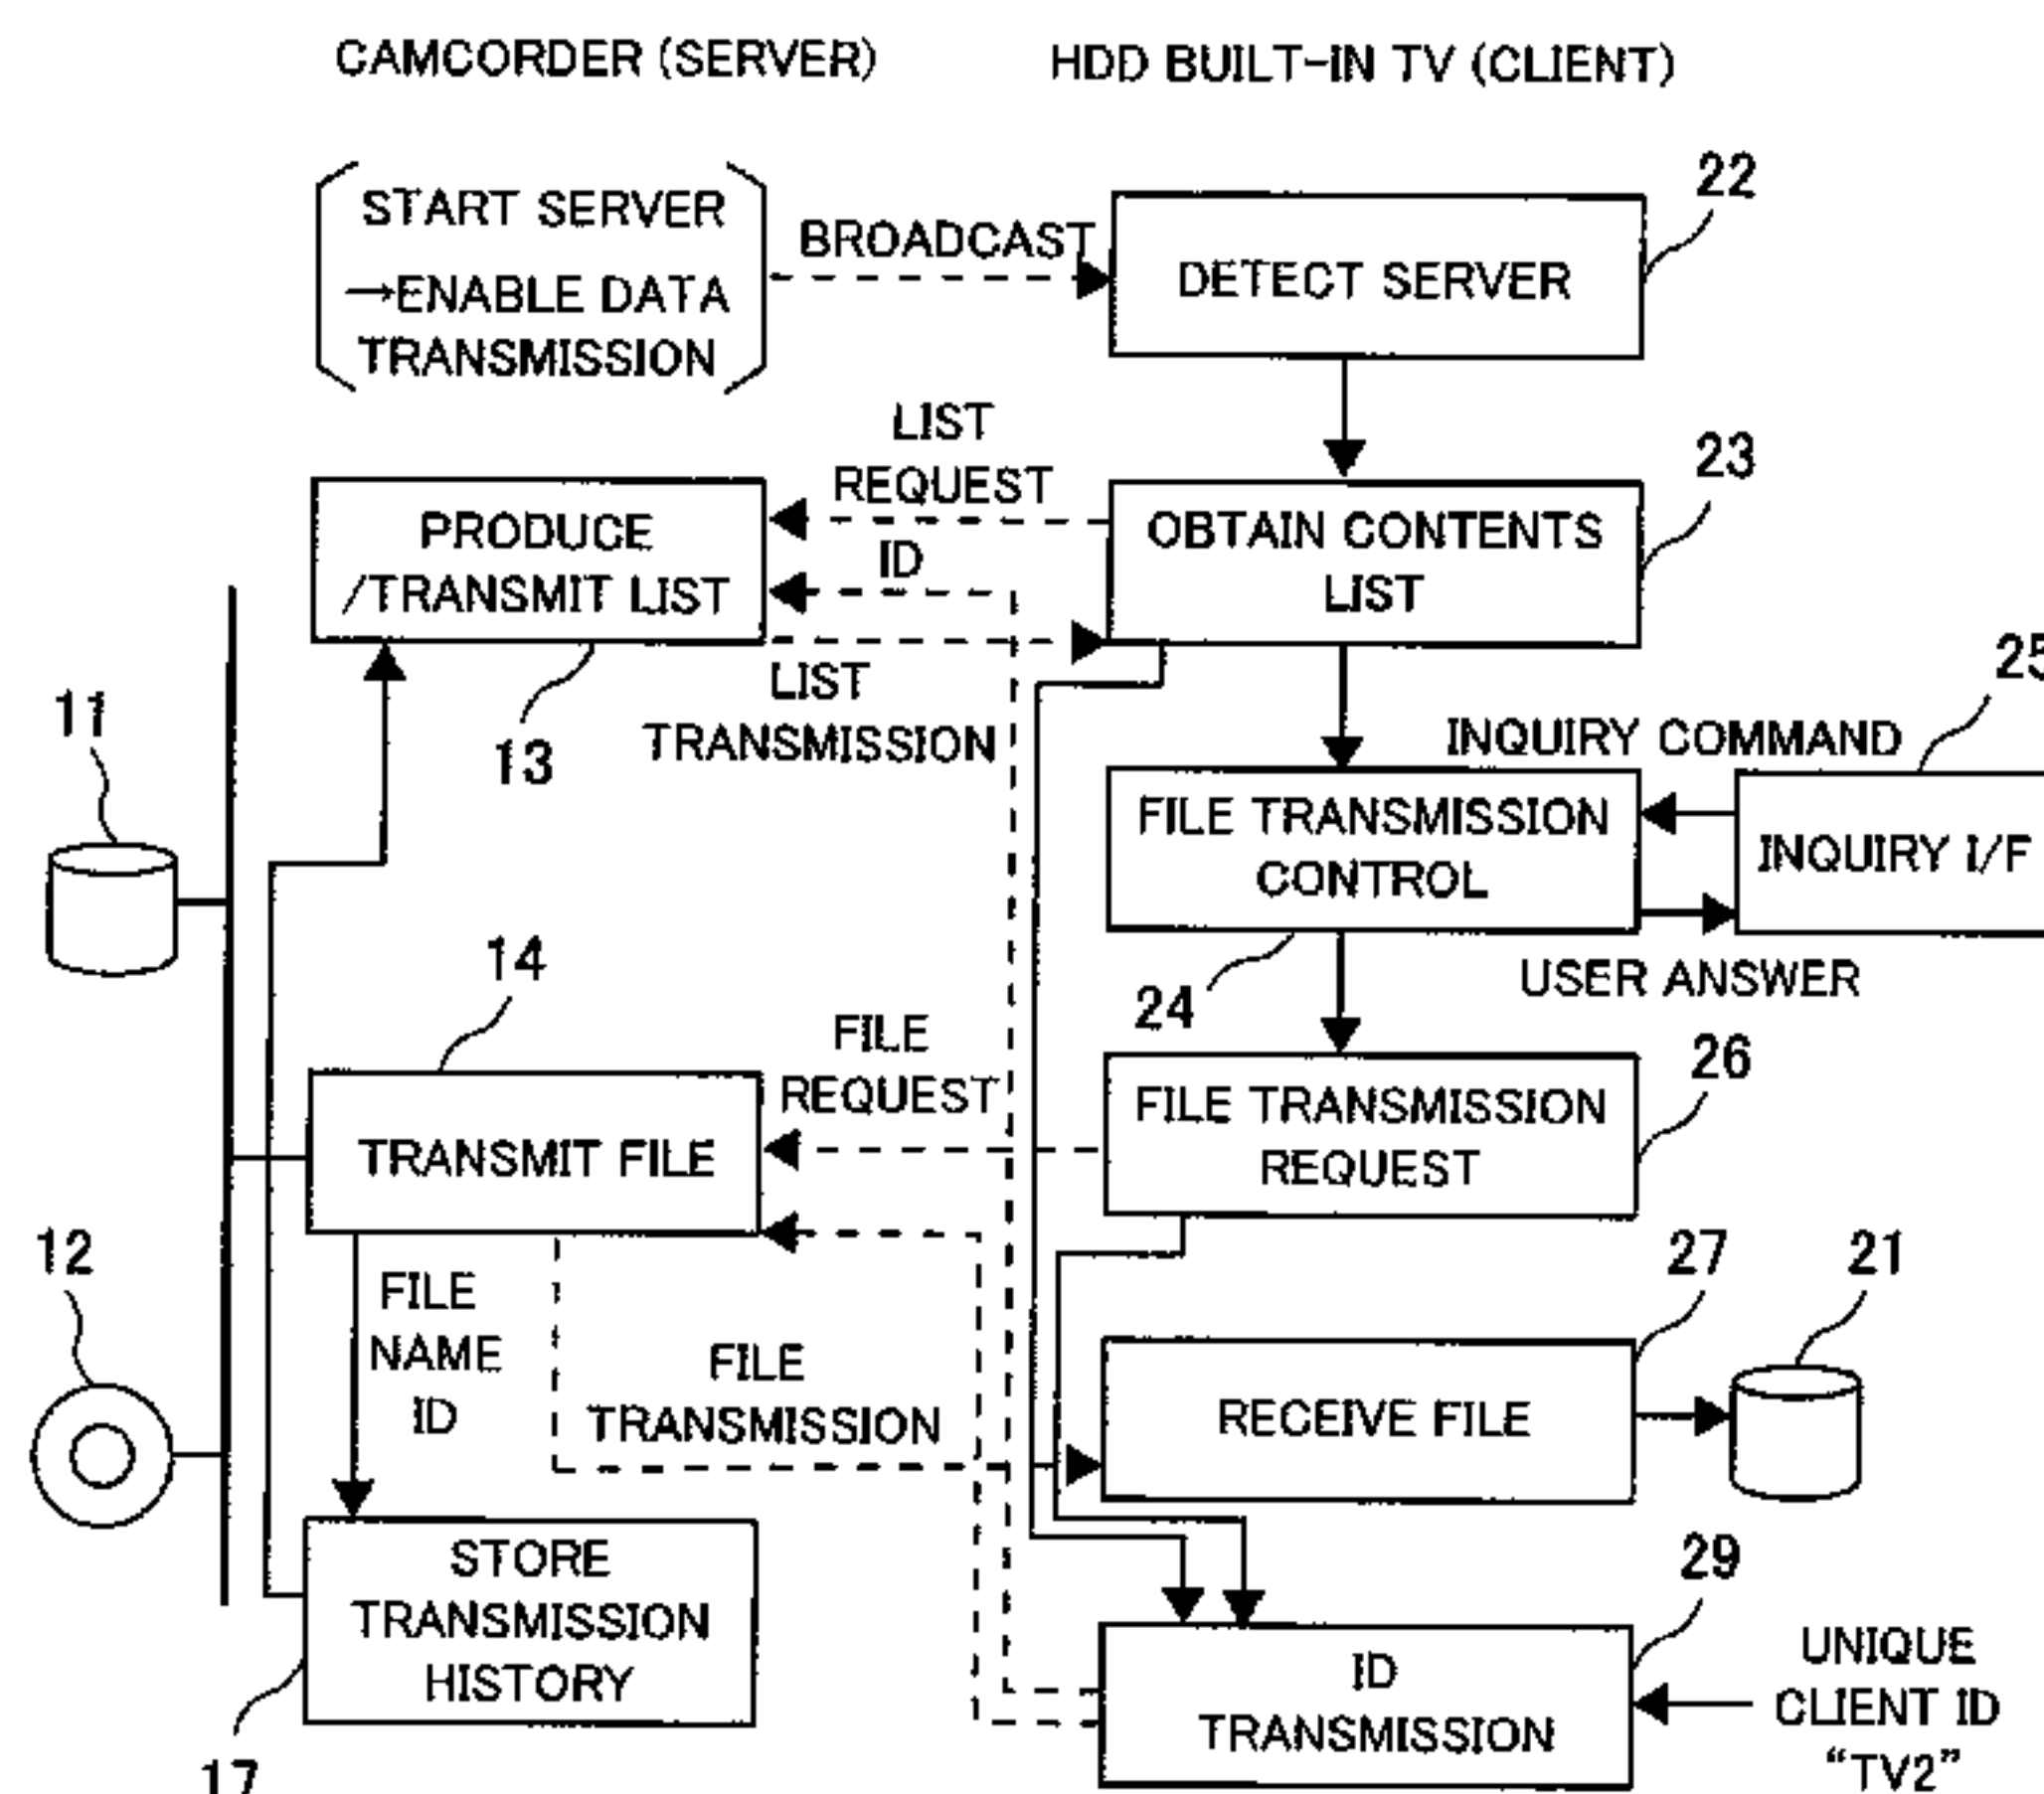 CAMCORDER (SERVER)
HDD BUILT-IN TV (CLIENT)
START SERVER
→ENABLE DATA
TRANSMISSION
BROADCAST
DETECT SERVER
22
LIST
REQUEST
ID
PRODUCE
/TRANSMIT LIST
13
LIST
TRANSMISSION
OBTAIN CONTENTS
LIST
23
11
INQUIRY COMMAND
25
FILE TRANSMISSION
CONTROL
24
INQUIRY I/F
USER ANSWER
14
FILE
REQUEST
TRANSMIT FILE
FILE TRANSMISSION
REQUEST
26
12
FILE
NAME
ID
FILE
TRANSMISSION
RECEIVE FILE
27
21
STORE
TRANSMISSION
HISTORY
17
ID
TRANSMISSION
29
UNIQUE
CLIENT ID
“TV2”